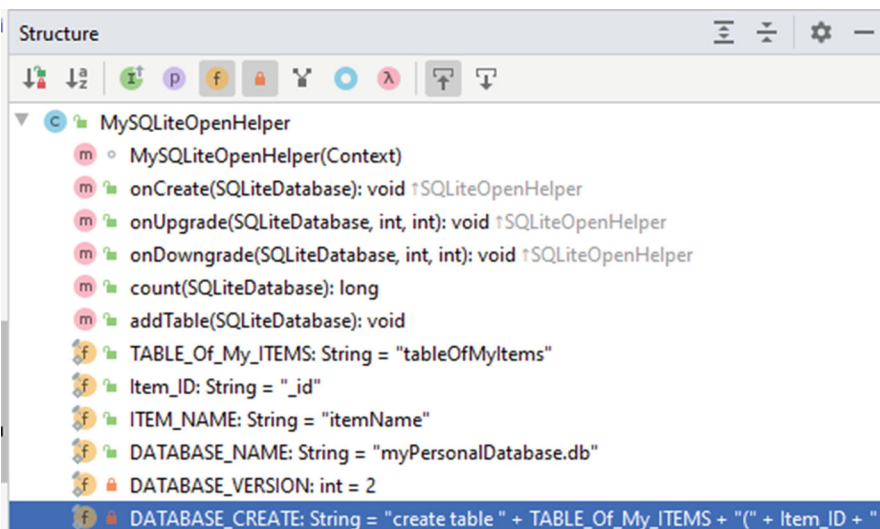 Structure
MySQLiteOpenHelper
MySQLiteOpenHelper(Context)
onCreate(SQLiteDatabase): void ↑SQLiteOpenHelper
onUpgrade(SQLiteDatabase, int, int): void ↑SQLiteOpenHelper
onDowngrade(SQLiteDatabase, int, int): void ↑SQLiteOpenHelper
count(SQLiteDatabase): long
addTable(SQLiteDatabase): void
TABLE_Of_My_ITEMS: String = "tableOfMyItems"
Item_ID: String = "_id"
ITEM_NAME: String = "itemName"
DATABASE_NAME: String = "myPersonalDatabase.db"
DATABASE_VERSION: int = 2
DATABASE_CREATE: String = "create table " + TABLE_Of_My_ITEMS + "(" + Item_ID + "